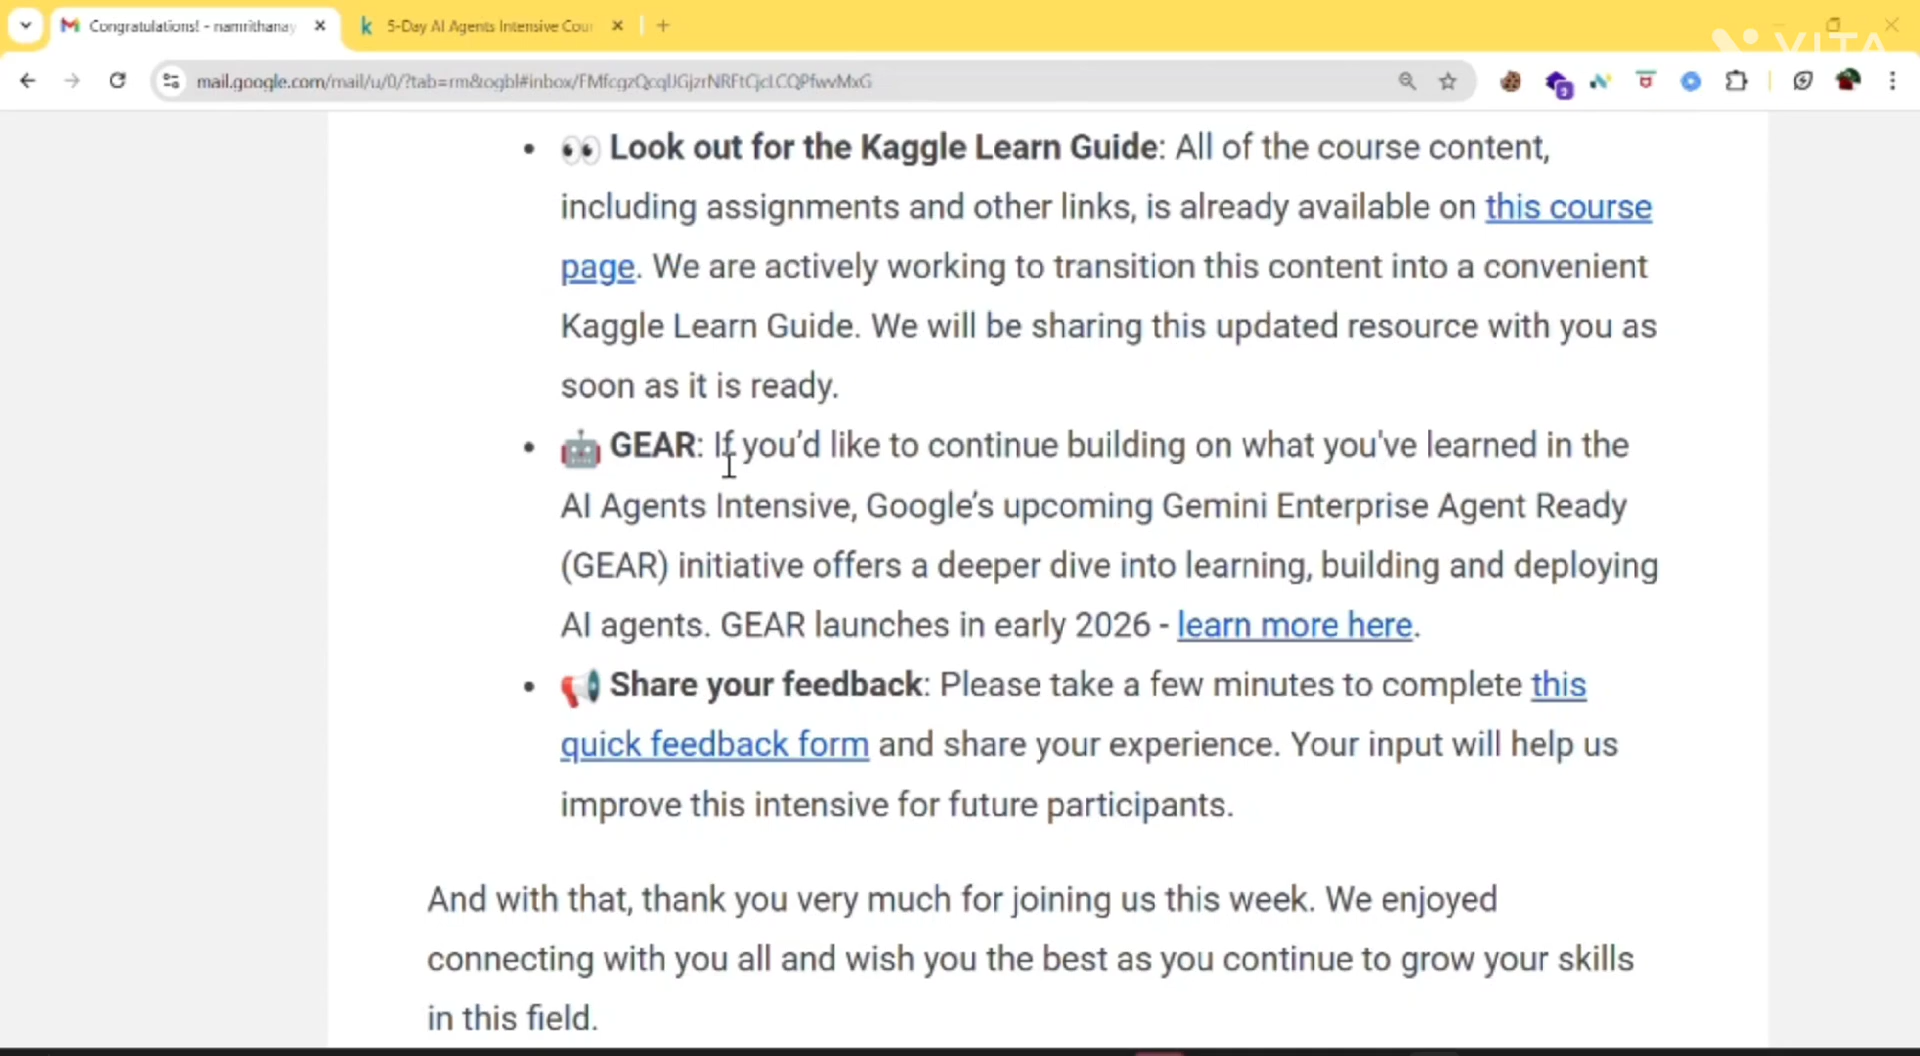 Congratulations! - namrithanay
5-Day AI Agents Intensive Cour
VITA
mail.google.com/mail/u/0/?tab=rm&ogbl#inbox/FMfcgzQcqlJGjzrNRFtCjcLCQPfwvMxG
• 👀 Look out for the Kaggle Learn Guide: All of the course content,
including assignments and other links, is already available on this course
page. We are actively working to transition this content into a convenient
Kaggle Learn Guide. We will be sharing this updated resource with you as
soon as it is ready.
• 🤖 GEAR: If you’d like to continue building on what you've learned in the
AI Agents Intensive, Google’s upcoming Gemini Enterprise Agent Ready
(GEAR) initiative offers a deeper dive into learning, building and deploying
AI agents. GEAR launches in early 2026 - learn more here.
• 📢 Share your feedback: Please take a few minutes to complete this
quick feedback form and share your experience. Your input will help us
improve this intensive for future participants.
And with that, thank you very much for joining us this week. We enjoyed
connecting with you all and wish you the best as you continue to grow your skills
in this field.